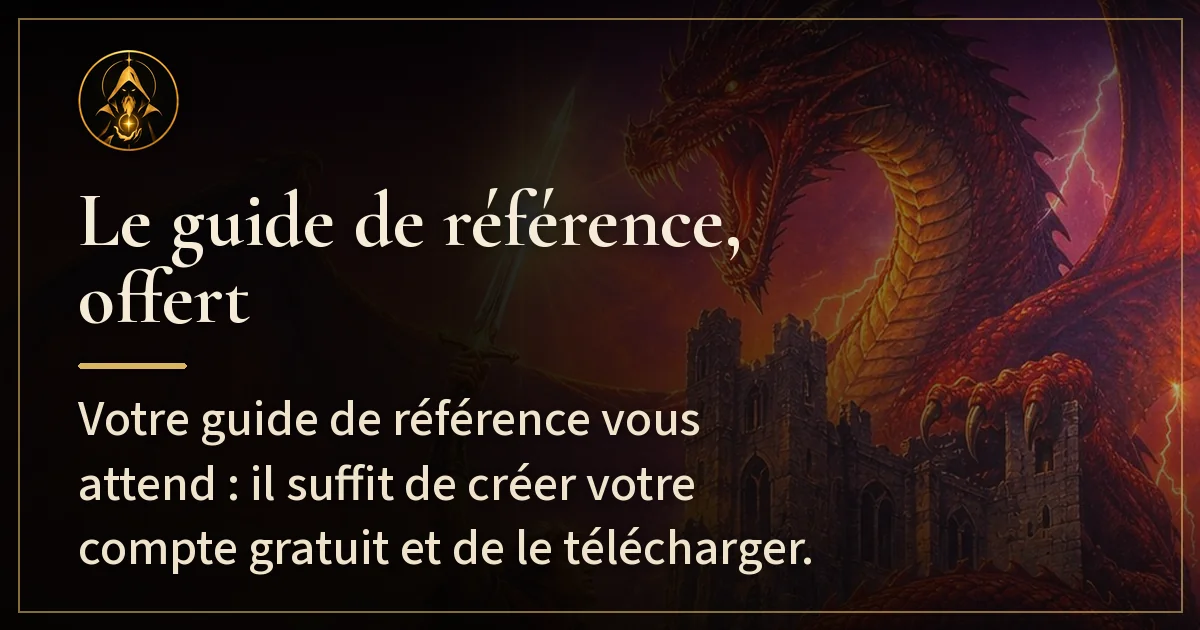 Le guide de référence,
offert
Votre guide de référence vous
attend : il suffit de créer votre
compte gratuit et de le télécharger.